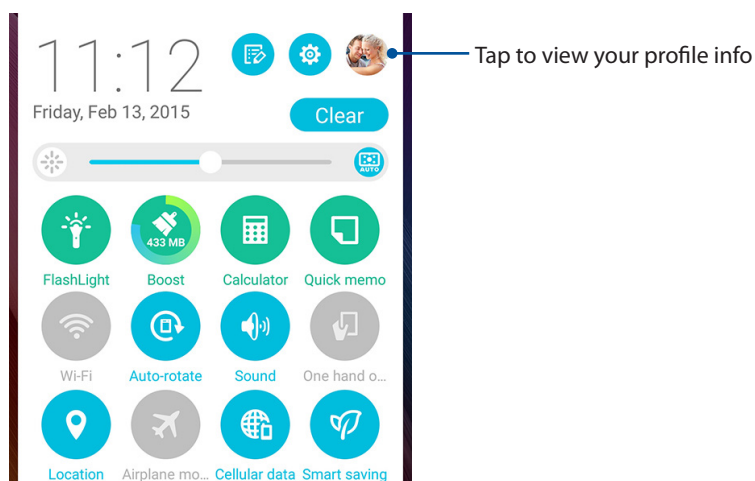 11:12
Tap to view your profile info
Friday, Feb 13, 2015
Clear
AUTO
433 MB
FlashLight
Boost
Calculator
Quick memo
Wi-Fi
Auto-rotate
Sound
One hand o...
Location
Airplane mo...
Cellular data
Smart saving